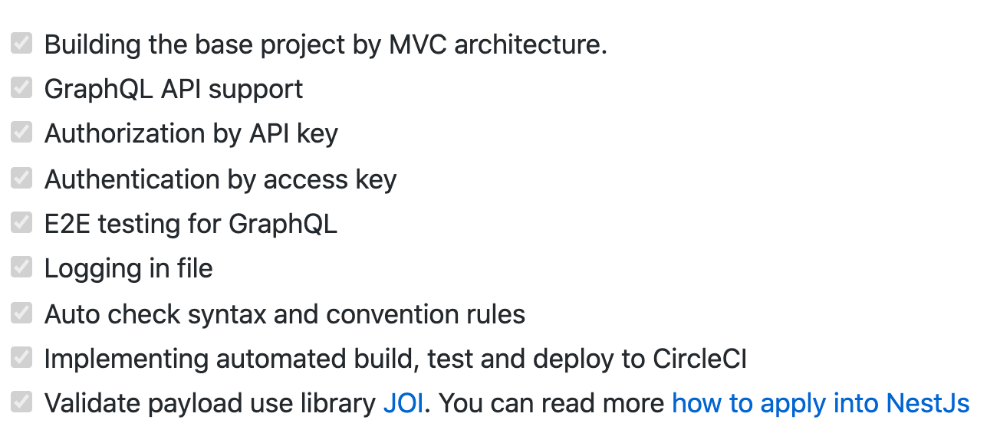 Building the base project by MVC architecture.
GraphQL API support
Authorization by API key
Authentication by access key
E2E testing for GraphQL
Logging in file
Auto check syntax and convention rules
Implementing automated build, test and deploy to CircleCI
Validate payload use library JOI. You can read more how to apply into NestJs